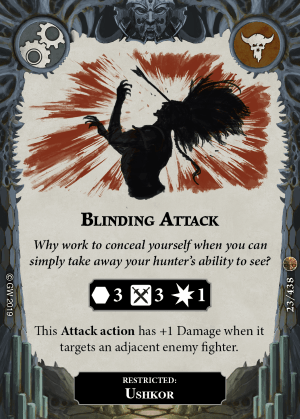 Blinding Attack
Why work to conceal yourself when you can
simply take away your hunter's ability to see?
3 3 1
This Attack action has +1 Damage when it
targets an adjacent enemy fighter.
RESTRICTED:
Ushkor
© GW 2019
23/438